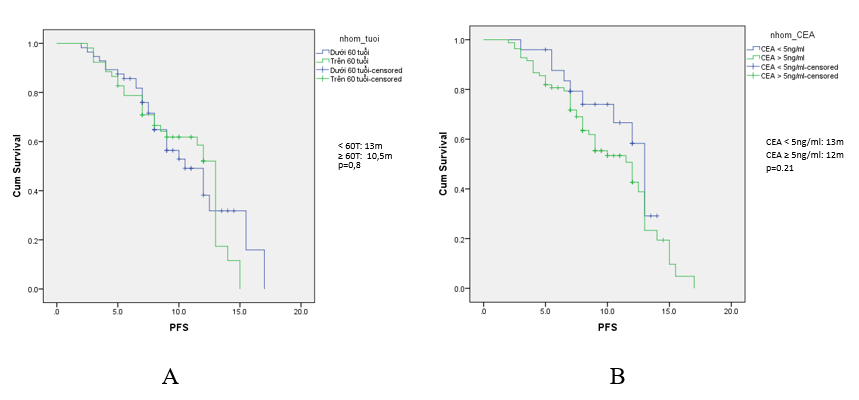 nhom_tuoi
Dưới 60 tuổi
Trên 60 tuổi
Dưới 60 tuổi-censored
Trên 60 tuổi-censored
Cum Survival
1.0
0.8
0.6
0.4
0.2
0.0
.0
5.0
10.0
15.0
20.0
PFS
< 60T: 13m
≥ 60T: 10,5m
p=0,8
A
nhom_CEA
CEA < 5ng/ml
CEA > 5ng/ml
CEA < 5ng/ml-censored
CEA > 5ng/ml-censored
Cum Survival
1.0
0.8
0.6
0.4
0.2
0.0
.0
5.0
10.0
15.0
20.0
PFS
CEA < 5ng/ml: 13m
CEA ≥ 5ng/ml: 12m
p=0.21
B